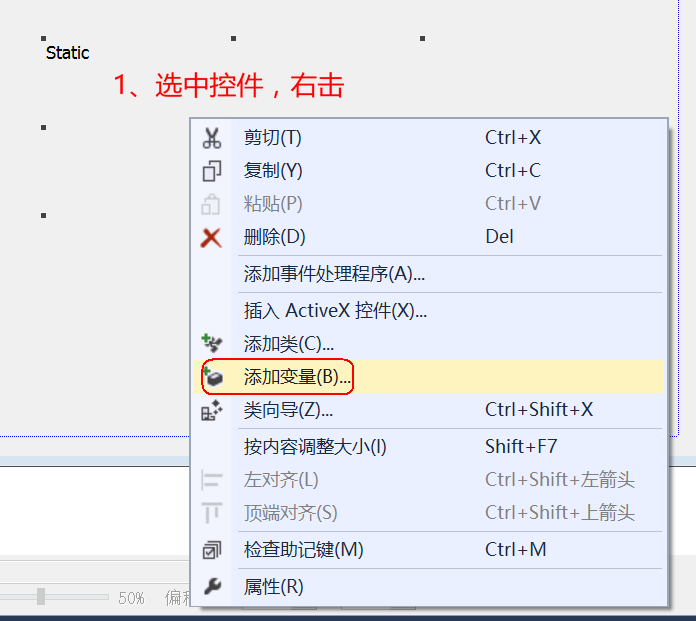 Static
1、选中控件，右击
剪切(T) Ctrl+X
复制(Y) Ctrl+C
粘贴(P) Ctrl+V
删除(D) Del
添加事件处理程序(A)...
插入 ActiveX 控件(X)...
添加类(C)...
添加变量(B)...
类向导(Z)... Ctrl+Shift+X
按内容调整大小(I) Shift+F7
左对齐(L) Ctrl+Shift+左箭头
顶端对齐(S) Ctrl+Shift+上箭头
检查助记键(M) Ctrl+M
属性(R)
50% 偏